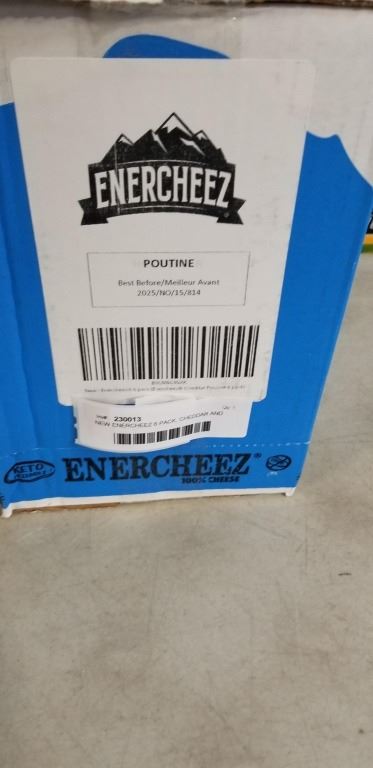 ENERCHEEZ
POUTINE
Best Before/Meilleur Avant
2025/NO/15/814
230013
NEW ENERCHEEZ 6 PACK, CHEDDAR AND
KETO
ENERCHEEZ®
100% CHEESE